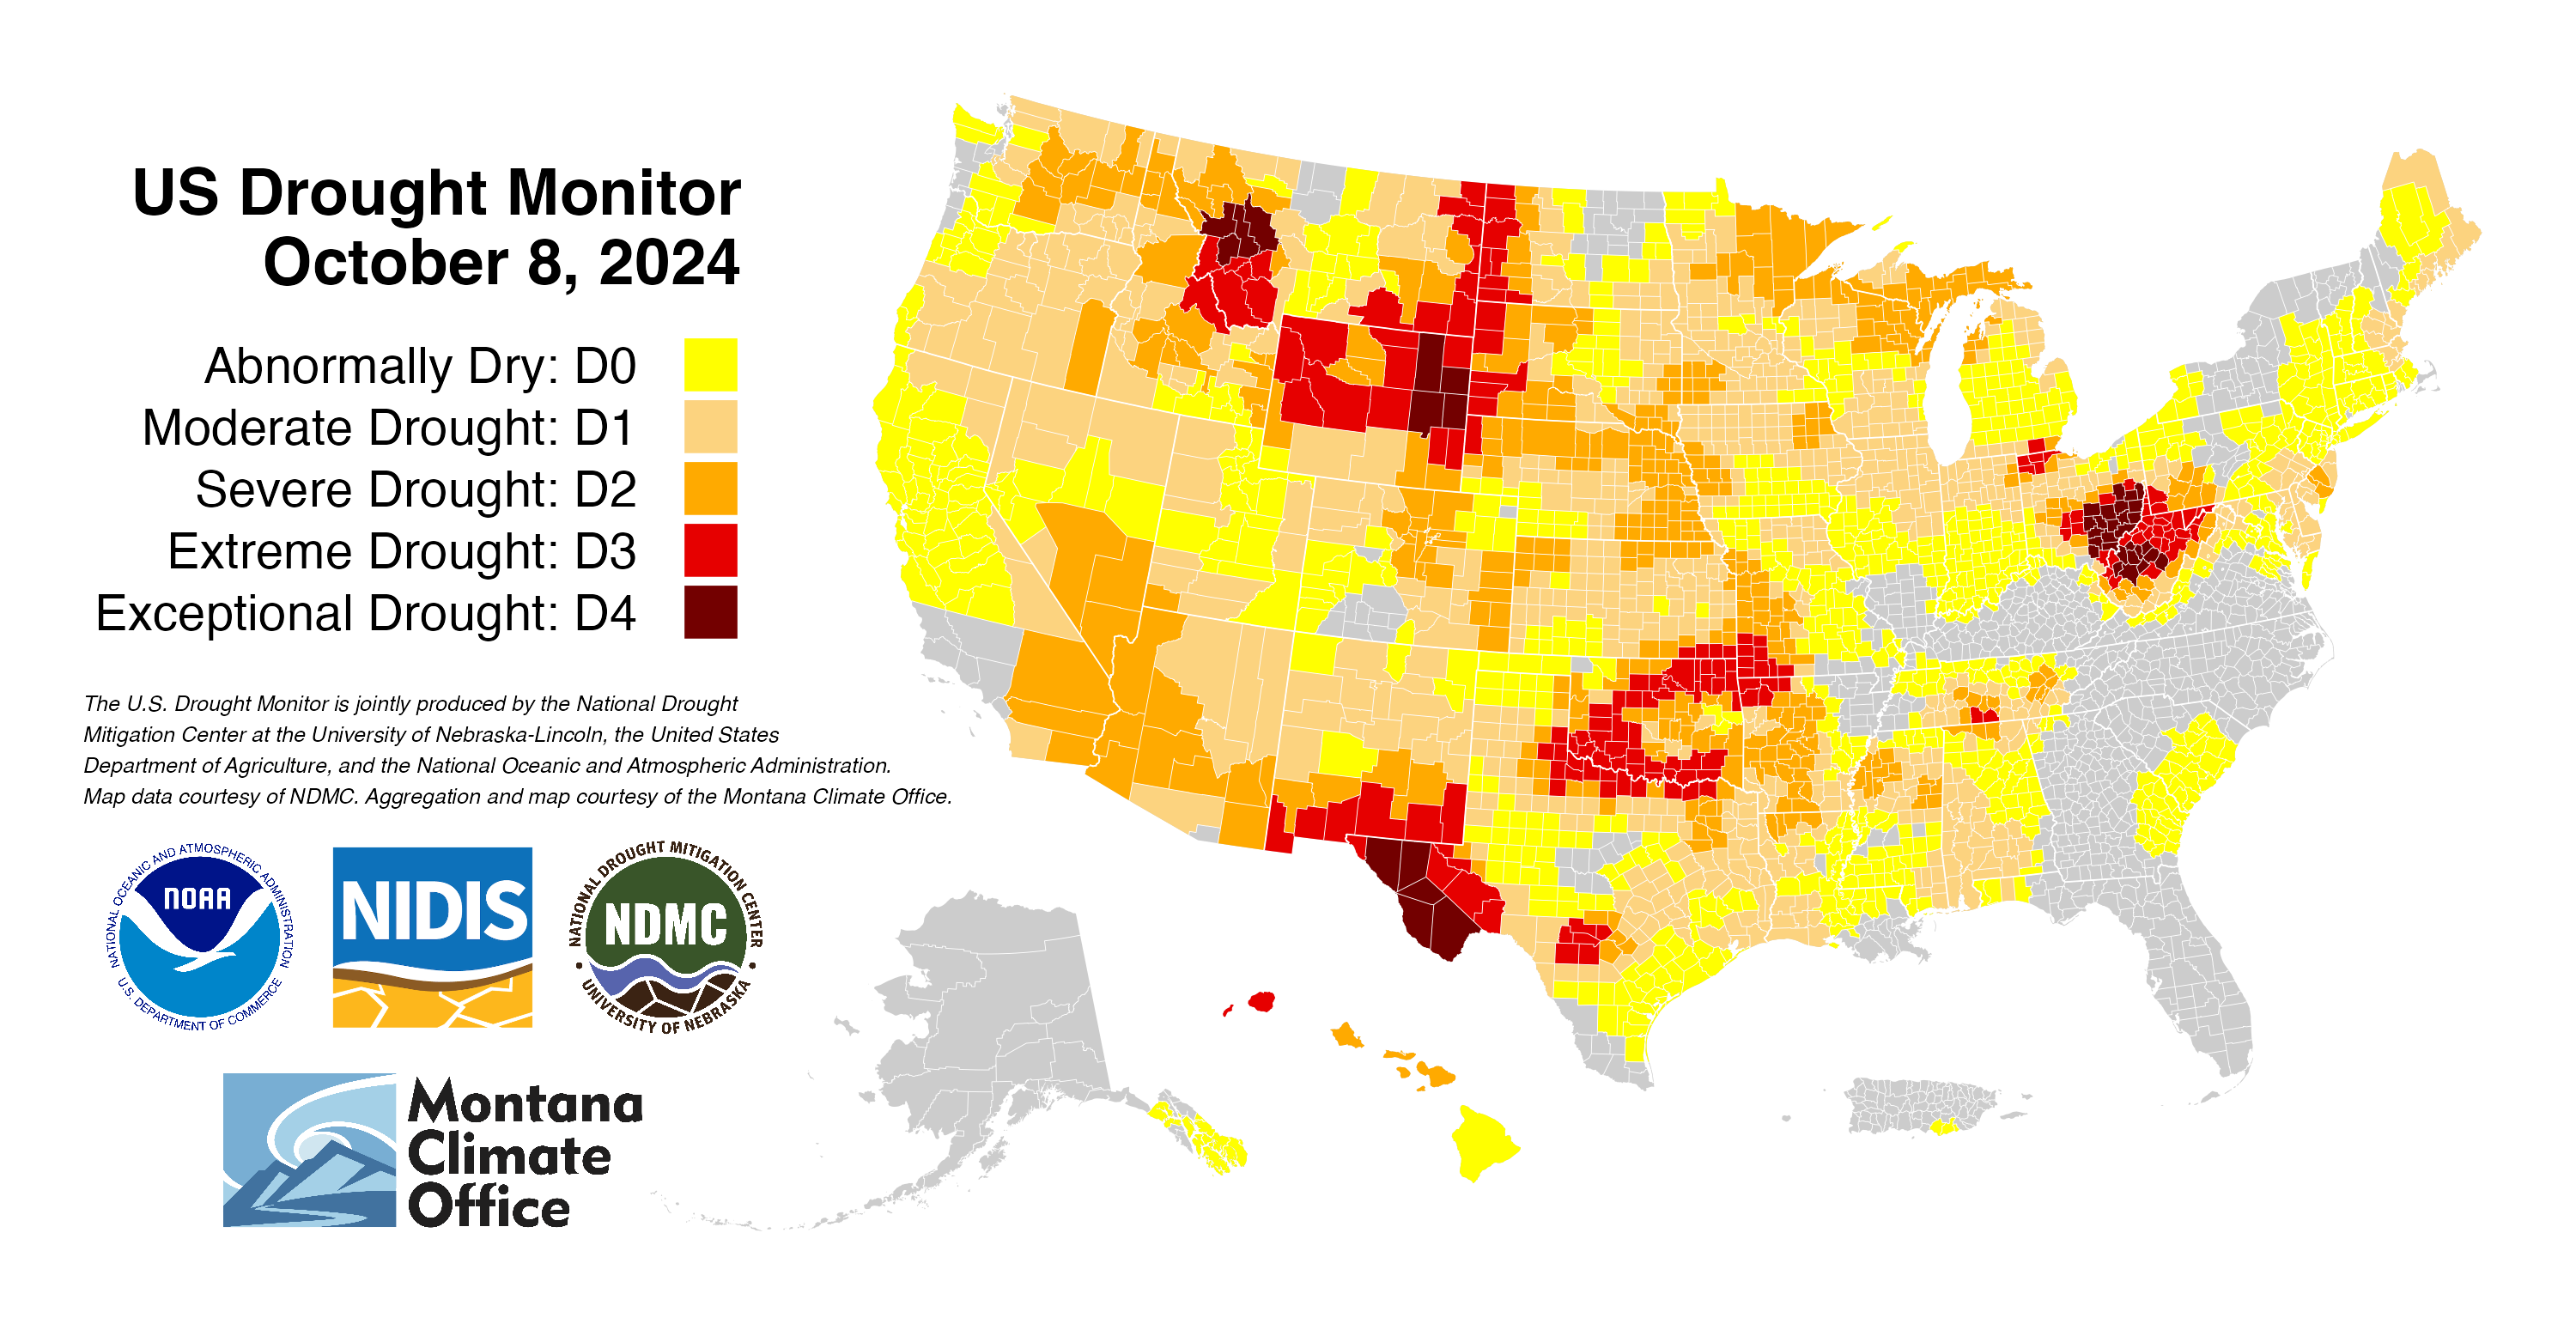 US Drought Monitor
October 8, 2024
Abnormally Dry: D0
Moderate Drought: D1
Severe Drought: D2
Extreme Drought: D3
Exceptional Drought: D4
The U.S. Drought Monitor is jointly produced by the National Drought
Mitigation Center at the University of Nebraska-Lincoln, the United States
Department of Agriculture, and the National Oceanic and Atmospheric Administration.
Map data courtesy of NDMC. Aggregation and map courtesy of the Montana Climate Office.
NATIONAL OCEANIC AND ATMOSPHERIC ADMINISTRATION
NOAA
U.S. DEPARTMENT OF COMMERCE
NIDIS
NATIONAL DROUGHT MITIGATION CENTER
NDMC
UNIVERSITY OF NEBRASKA
Montana
Climate
Office